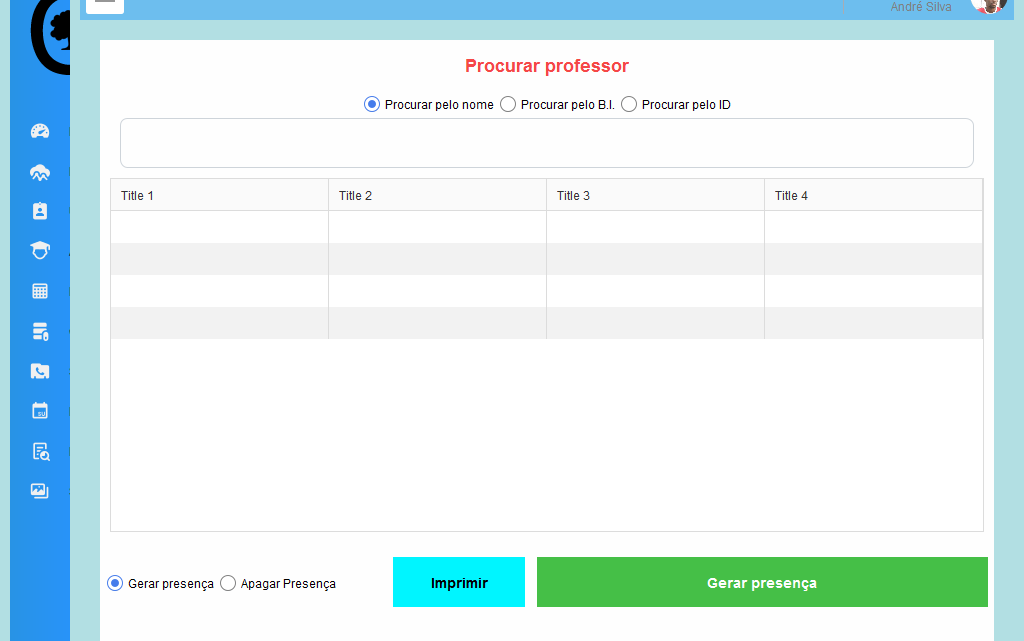 André Silva
Procurar professor
Procurar pelo nome Procurar pelo B.I. Procurar pelo ID
Title 1 Title 2 Title 3 Title 4
Gerar presença Apagar Presença Imprimir Gerar presença